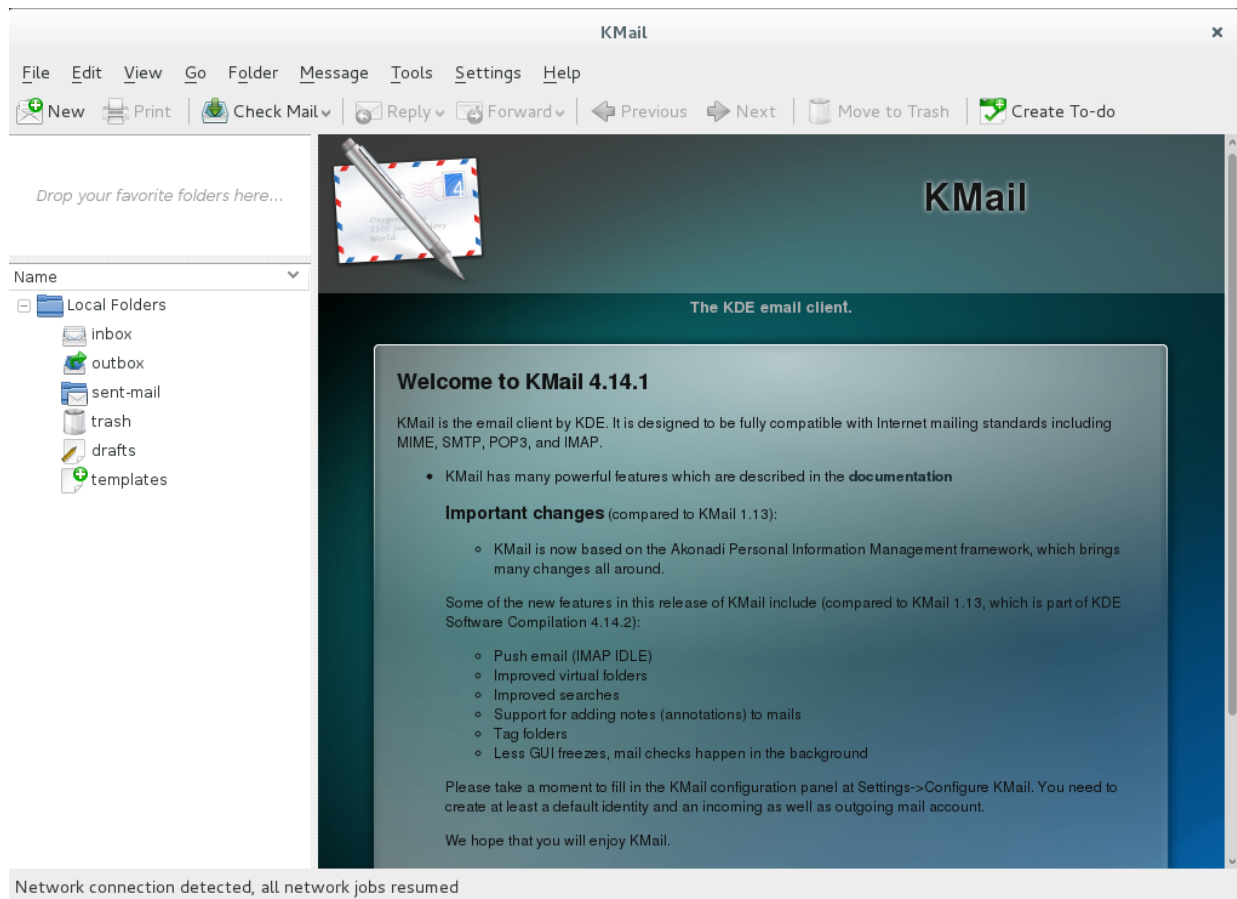 KMail
File Edit View Go Folder Message Tools Settings Help
New Print Check Mail Reply Forward Previous Next Move to Trash Create To-do
Drop your favorite folders here...
Name
Local Folders
inbox
outbox
sent-mail
trash
drafts
templates
4
World
KMail
The KDE email client.
Welcome to KMail 4.14.1
KMail is the email client by KDE. It is designed to be fully compatible with Internet mailing standards including
MIME, SMTP, POP3, and IMAP.
• KMail has many powerful features which are described in the documentation
Important changes (compared to KMail 1.13):
◦ KMail is now based on the Akonadi Personal Information Management framework, which brings
many changes all around.
Some of the new features in this release of KMail include (compared to KMail 1.13, which is part of KDE
Software Compilation 4.14.2):
◦ Push email (IMAP IDLE)
◦ Improved virtual folders
◦ Improved searches
◦ Support for adding notes (annotations) to mails
◦ Tag folders
◦ Less GUI freezes, mail checks happen in the background
Please take a moment to fill in the KMail configuration panel at Settings->Configure KMail. You need to
create at least a default identity and an incoming as well as outgoing mail account.
We hope that you will enjoy KMail.
Network connection detected, all network jobs resumed